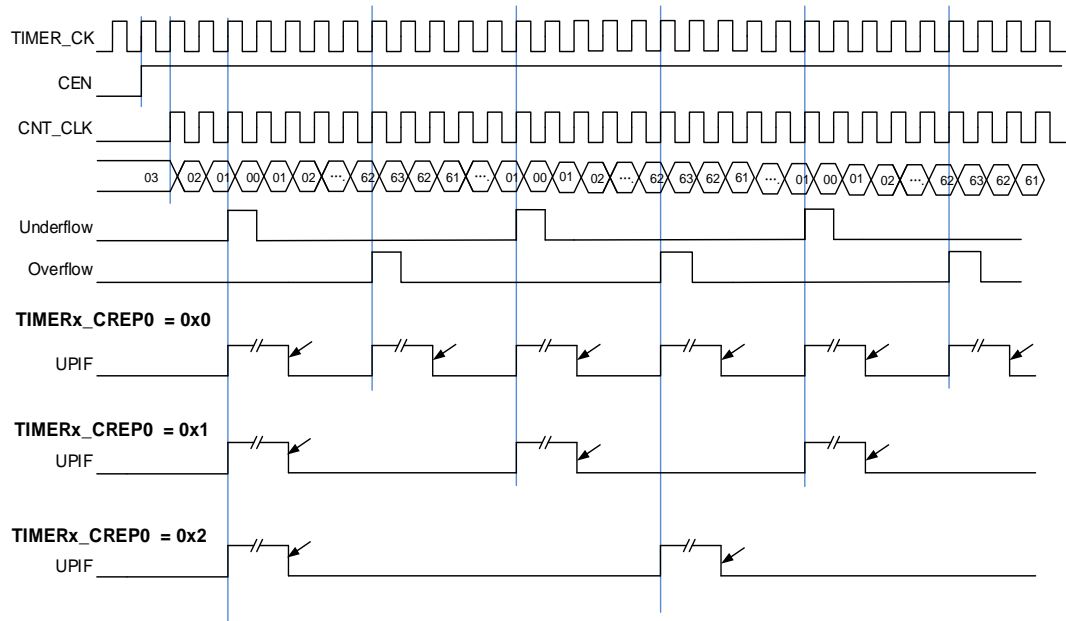 TIMER_CK
CEN
CNT_CLK
03 02 01 00 01 02 .... 62 63 62 61 .... 01 00 01 02 .... 62 63 62 61 .... 01 00 01 02 .... 62 63 62 61
Underflow
Overflow
TIMERx_CREP0 = 0x0
UPIF
TIMERx_CREP0 = 0x1
UPIF
TIMERx_CREP0 = 0x2
UPIF